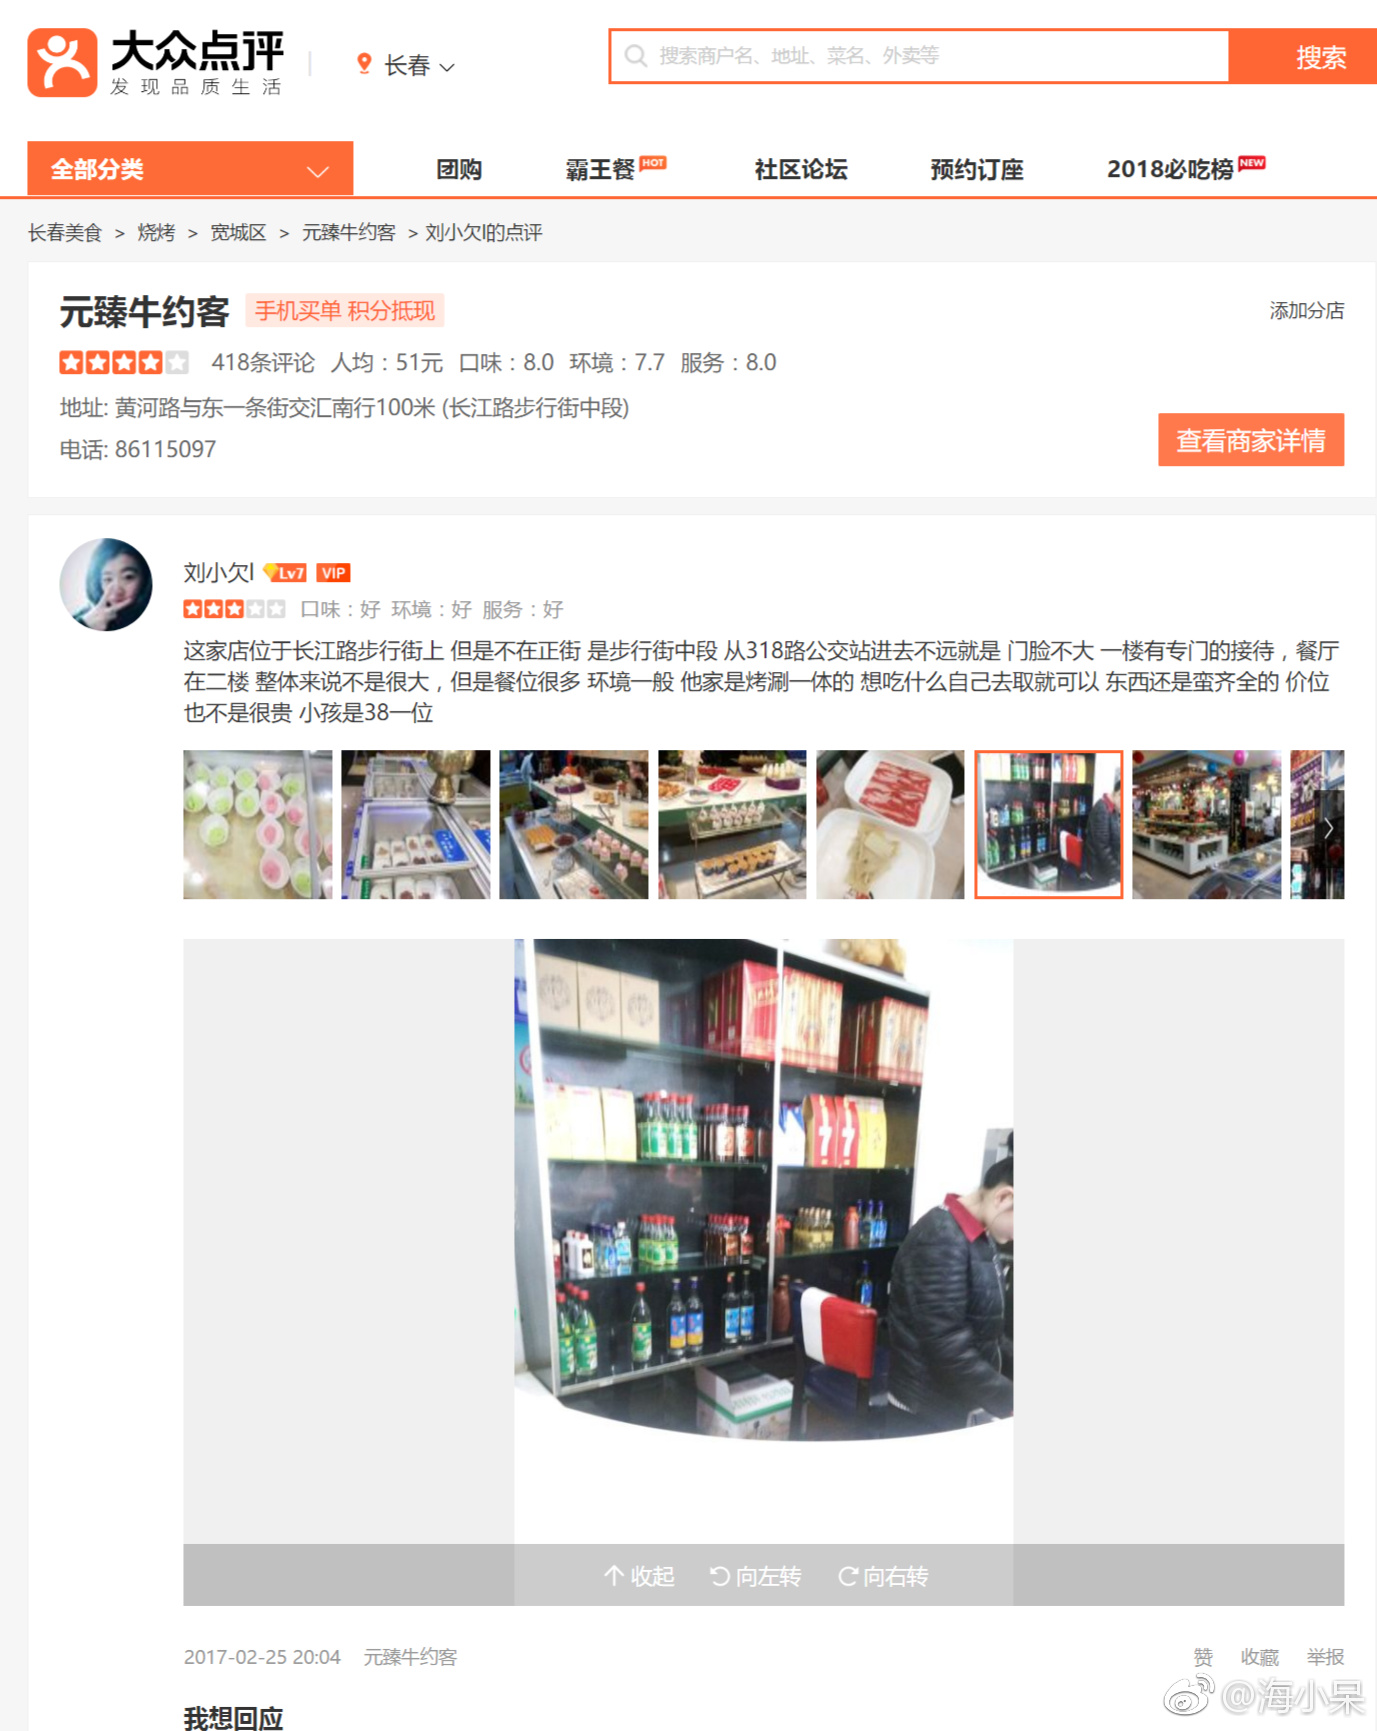 大众点评
发现品质生活
长春
搜索商户名、地址、菜名、外卖等
搜索
全部分类
团购
霸王餐 HOT
社区论坛
预约订座
2018必吃榜 NEW
长春美食 > 烧烤 > 宽城区 > 元臻牛约客 > 刘小欠l的点评
元臻牛约客 手机买单 积分抵现
添加分店
418条评论 人均：51元 口味：8.0 环境：7.7 服务：8.0
地址: 黄河路与东一条街交汇南行100米 (长江路步行街中段)
电话: 86115097
查看商家详情
刘小欠l Lv7 VIP
口味：好 环境：好 服务：好
这家店位于长江路步行街上 但是不在正街 是步行街中段 从318路公交站进去不远就是 门脸不大 一楼有专门的接待，餐厅
在二楼 整体来说不是很大，但是餐位很多 环境一般 他家是烤涮一体的 想吃什么自己去取就可以 东西还是蛮齐全的 价位
也不是很贵 小孩是38一位
收起 向左转 向右转
2017-02-25 20:04 元臻牛约客
赞 收藏 举报
@海小呆
我想回应